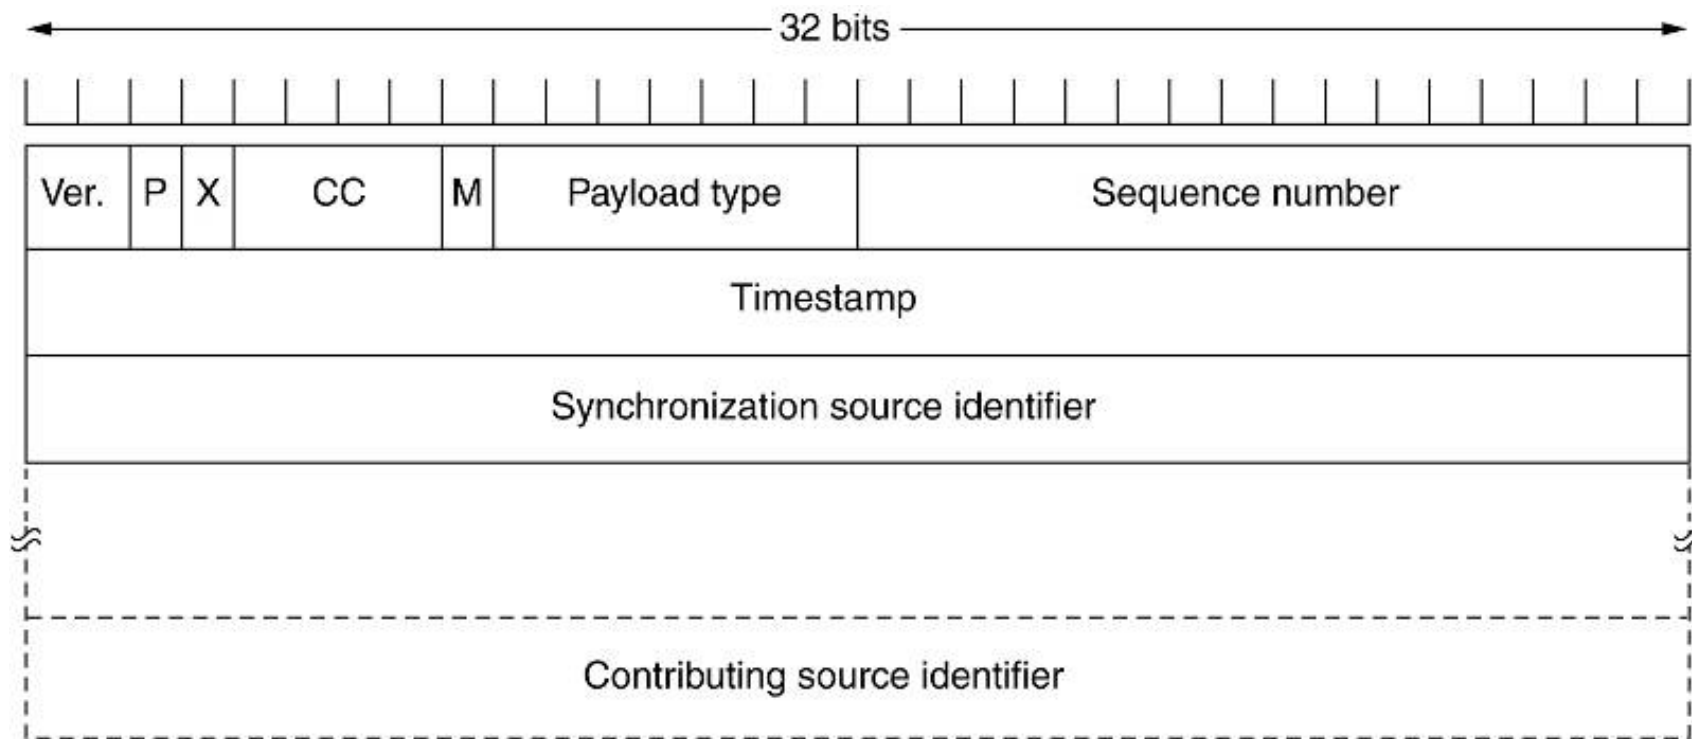 32 bits
Ver. P X CC M Payload type Sequence number
Timestamp
Synchronization source identifier
Contributing source identifier